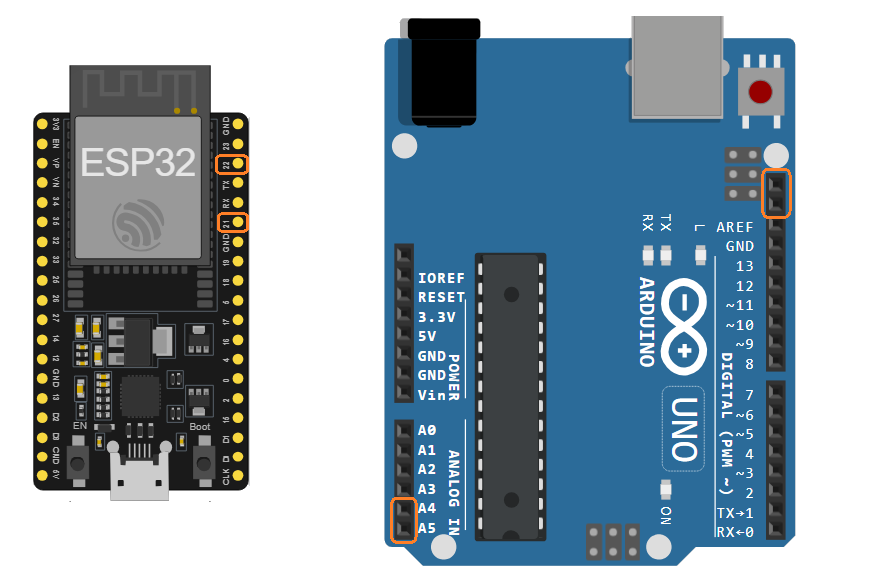 ESP32
3V3
EN
VP
VN
34
35
32
33
25
26
27
14
12
GND
13
D2
D3
CMD
5V
GND
23
22
TX
RX
21
GND
19
18
5
17
16
4
0
2
15
D1
CLK
EN
Boot
IOREF
RESET
3.3V
5V
GND
GND
Vin
POWER
A0
A1
A2
A3
A4
A5
ANALOG IN
RX
TX
L
ARDUINO
UNO
ON
AREF
GND
13
12
~11
~10
~9
8
7
~6
~5
4
~3
2
TX→1
RX←0
DIGITAL (PWM ~)